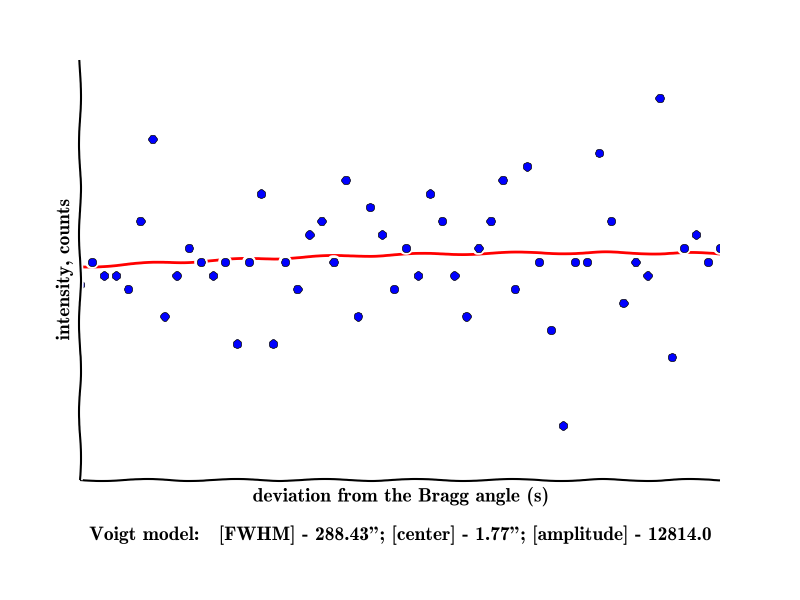 intensity, counts
deviation from the Bragg angle (s)
Voigt model: [FWHM] - 288.43”; [center] - 1.77”; [amplitude] - 12814.0